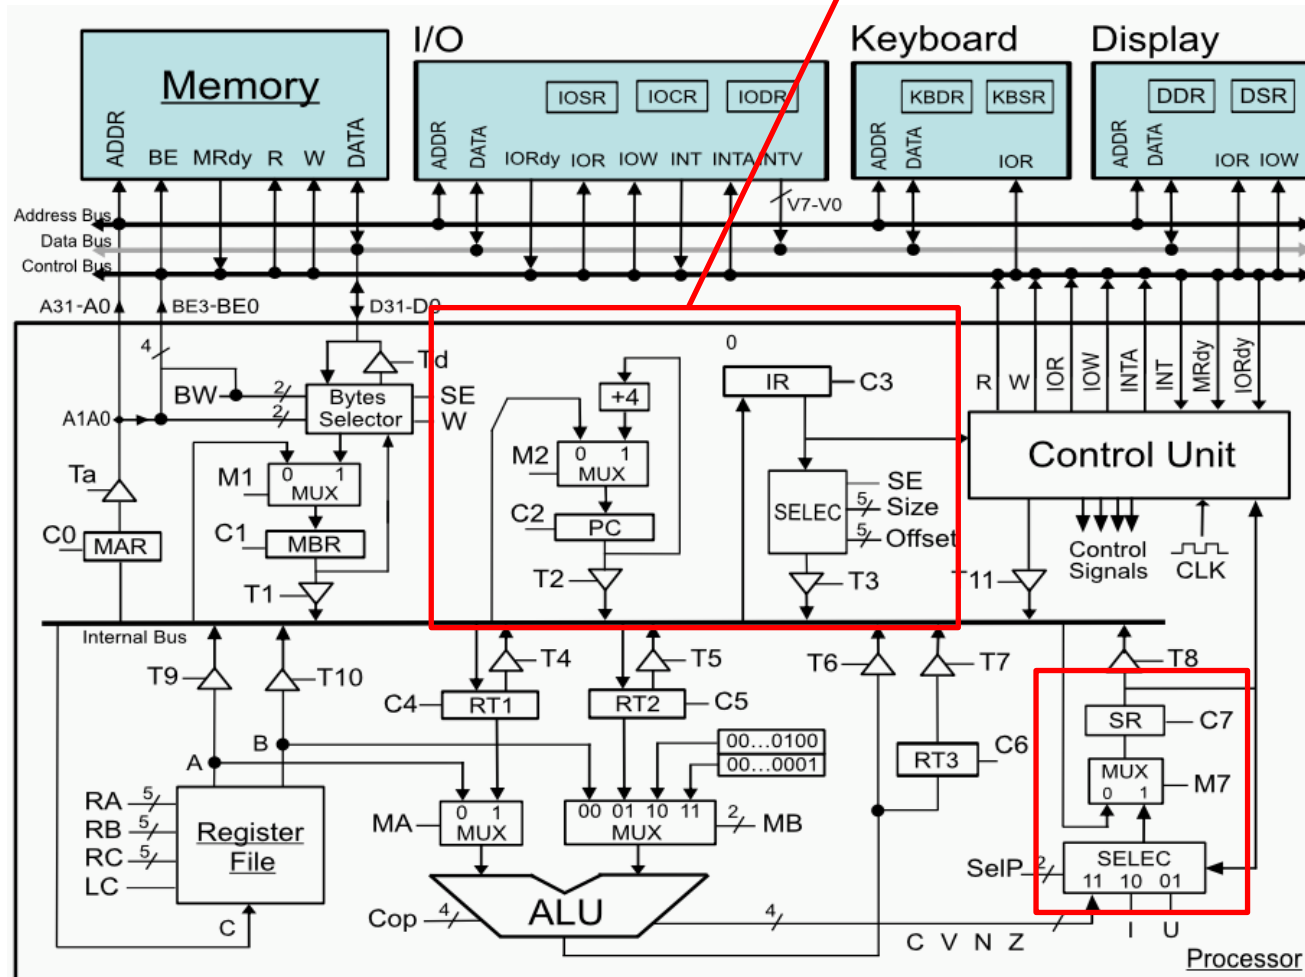 I/O
Keyboard
Display
Memory
IOSR
IOCR
IODR
KBDR
KBSR
DDR
DSR
ADDR
BE
MRdy
R
W
DATA
ADDR
DATA
IORdy
IOR
IOW
INT
INTA
INTV
ADDR
DATA
IOR
ADDR
DATA
IOR
IOW
V7-V0
Address Bus
Data Bus
Control Bus
A31-A0
BE3-BE0
D31-D0
4
Td
BW
2
Bytes
Selector
SE
W
A1A0
2
Ta
M1
0 1
MUX
C0
MAR
C1
MBR
T1
+4
M2
0 1
MUX
C2
PC
T2
0
IR
C3
SELEC
SE
5
Size
5
Offset
T3
R
W
IOR
IOW
INTA
INT
MRdy
IORdy
Control Unit
Control
Signals
CLK
T11
Internal Bus
T9
T10
T4
T5
T6
T7
T8
C4
RT1
RT2
C5
RT3
C6
SR
C7
A
B
00...0100
00...0001
MUX
0 1
M7
RA
5
RB
5
RC
5
LC
Register
File
C
MA
0 1
MUX
00 01 10 11
MUX
2
MB
SelP
2
SELEC
11 10 01
Cop
4
ALU
4
C V N Z
I
U
Processor